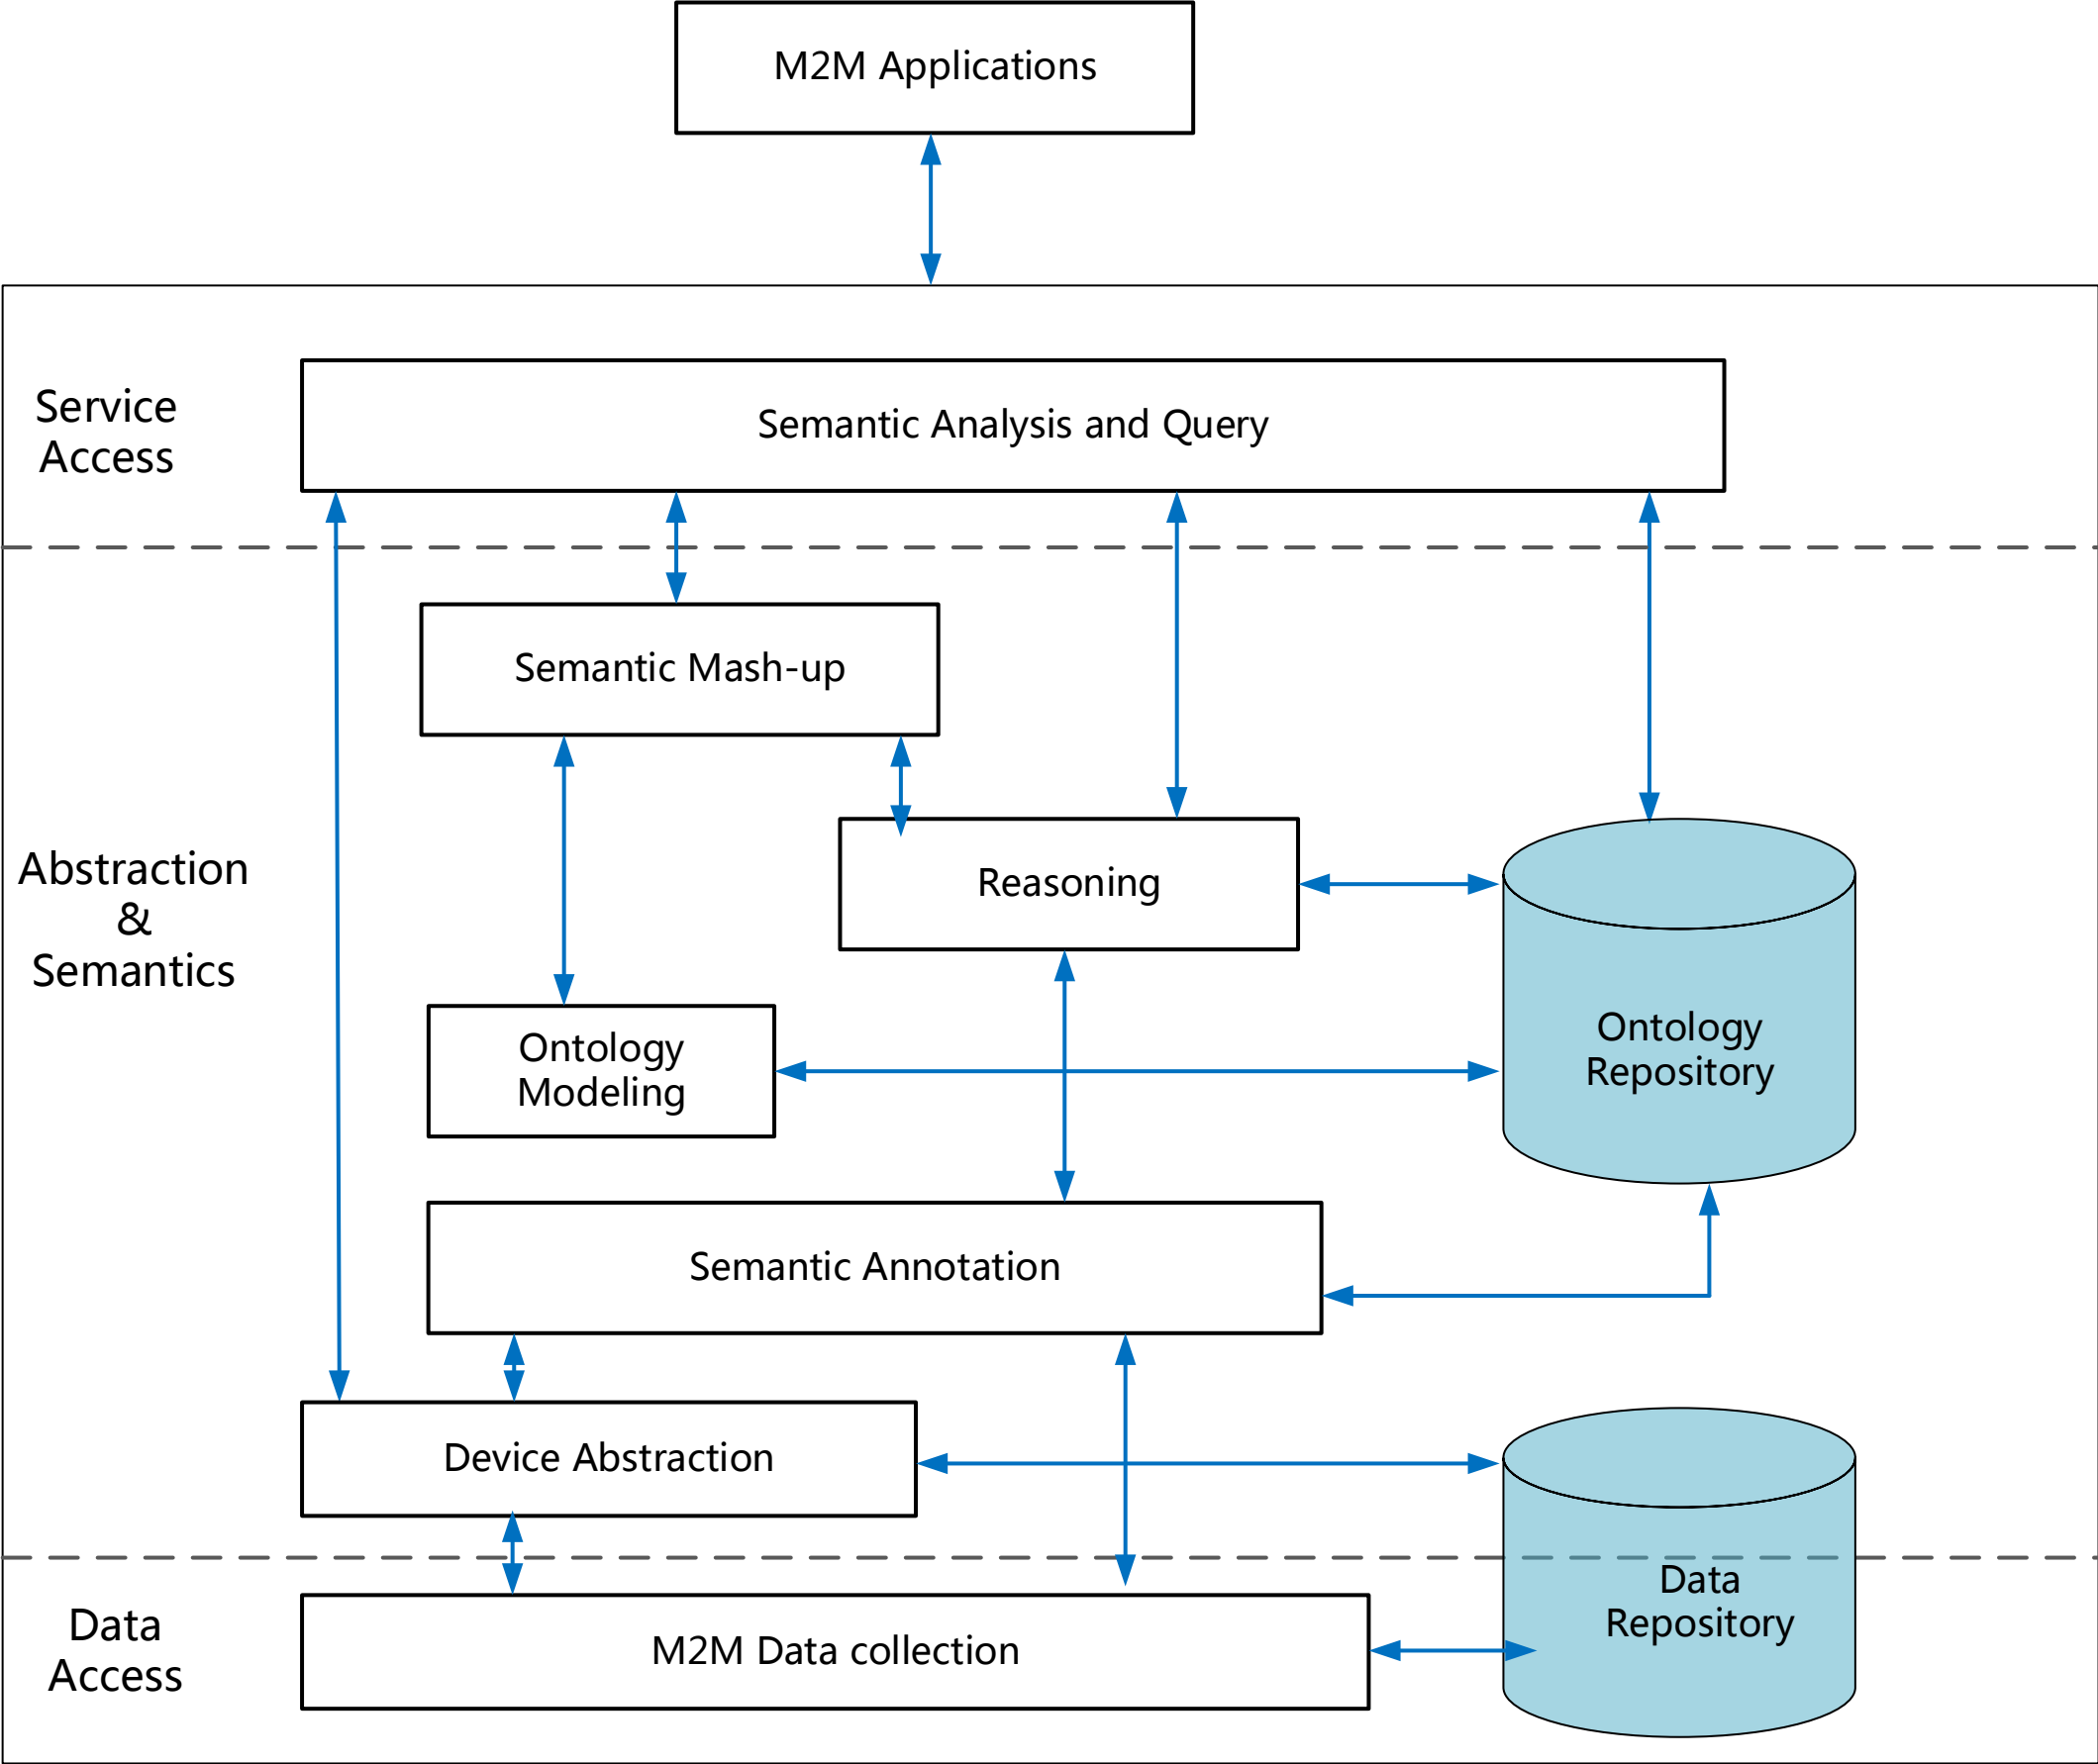 M2M Applications
Service
Access
Semantic Analysis and Query
Semantic Mash-up
Abstraction
&
Semantics
Reasoning
Ontology
Modeling
Ontology
Repository
Semantic Annotation
Device Abstraction
Data
Repository
Data
Access
M2M Data collection